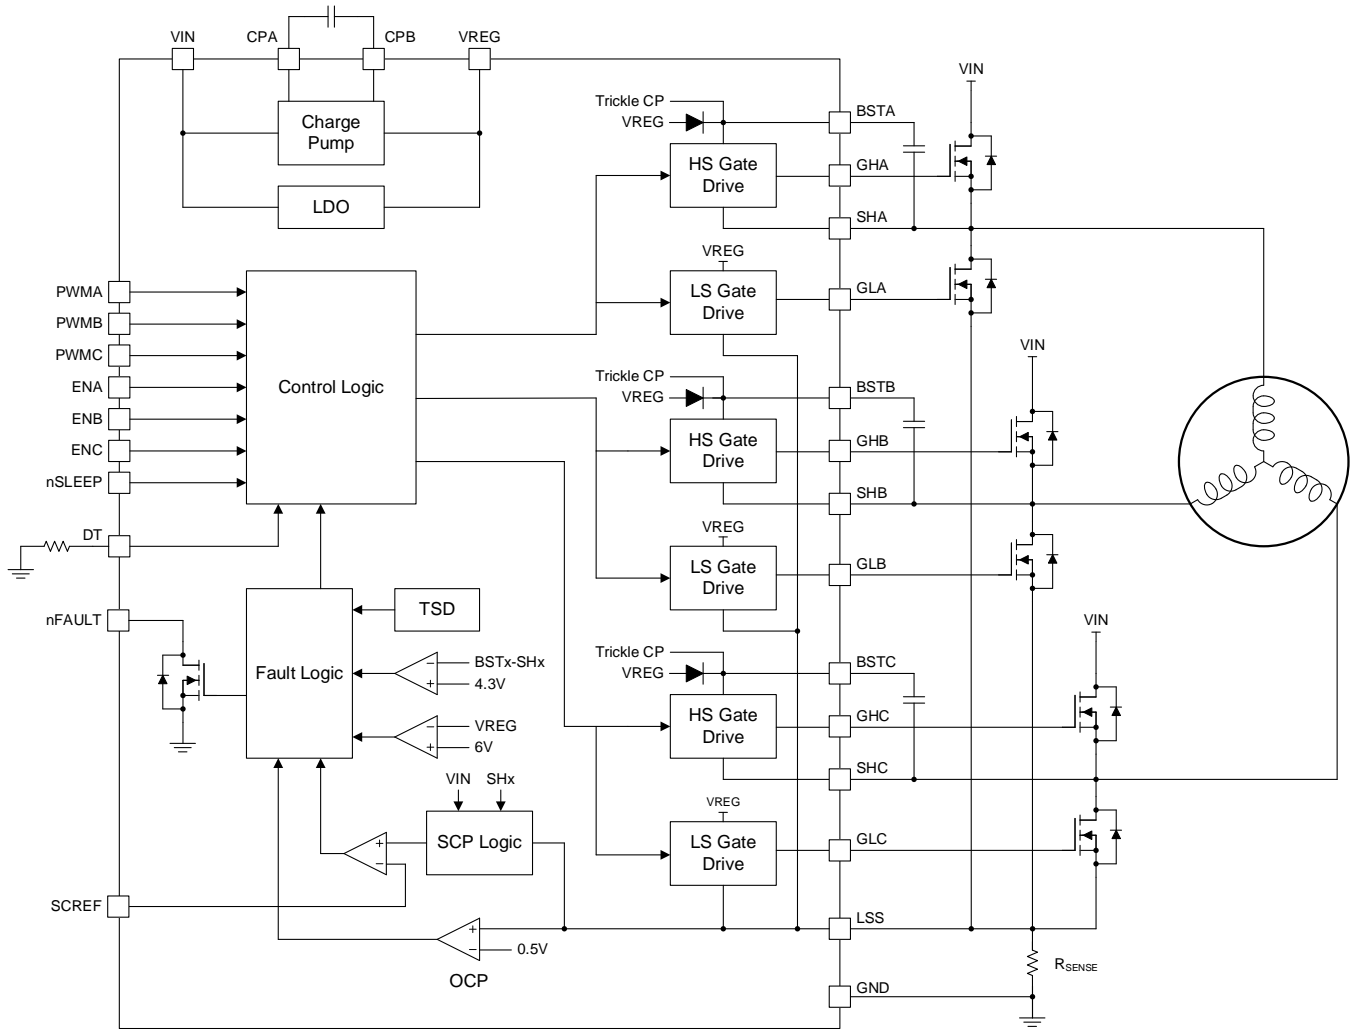 VIN
CPA
CPB
VREG
Charge
Pump
LDO
Trickle CP
VREG
HS Gate
Drive
BSTA
GHA
SHA
VIN
VREG
LS Gate
Drive
GLA
PWMA
PWMB
PWMC
ENA
ENB
ENC
nSLEEP
DT
Control Logic
Trickle CP
VREG
HS Gate
Drive
BSTB
GHB
SHB
VIN
VREG
LS Gate
Drive
GLB
nFAULT
Fault Logic
TSD
− BSTx-SHx
+ 4.3V
− VREG
+ 6V
VIN SHx
SCP Logic
+
−
SCREF
+
− 0.5V
OCP
Trickle CP
VREG
HS Gate
Drive
BSTC
GHC
SHC
VIN
VREG
LS Gate
Drive
GLC
LSS
RSENSE
GND